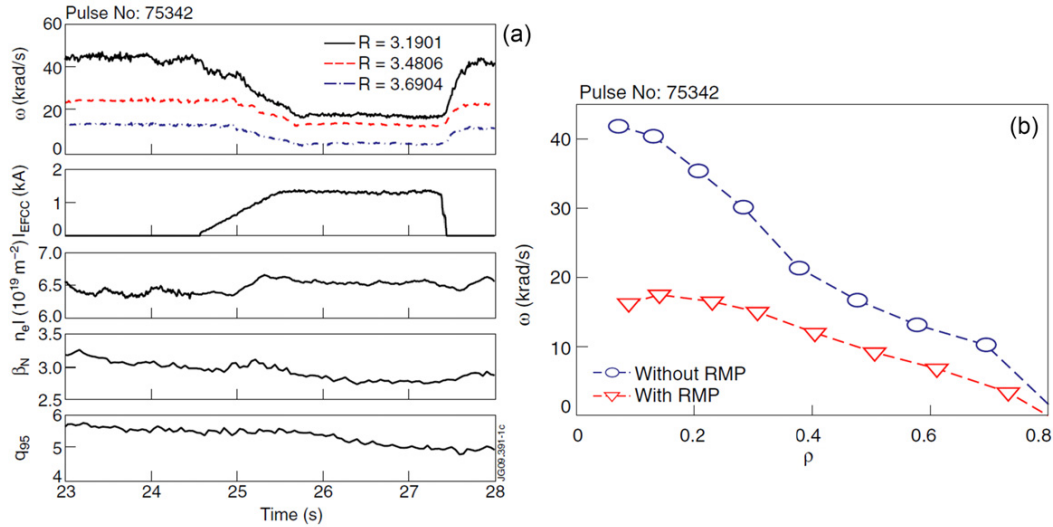 Pulse No: 75342
(a)
60
40
20
0
ω (krad/s)
R = 3.1901
R = 3.4806
R = 3.6904
2
1
0
I_EFCC (kA)
7.0
6.5
6.0
n_eI (10^19 m^-2)
3.5
3.0
2.5
β_N
6
5
4
q_95
JG09.391-1c
23 24 25 26 27 28
Time (s)
Pulse No: 75342
(b)
40
30
20
10
0
ω (krad/s)
Without RMP
With RMP
0 0.2 0.4 0.6 0.8
ρ